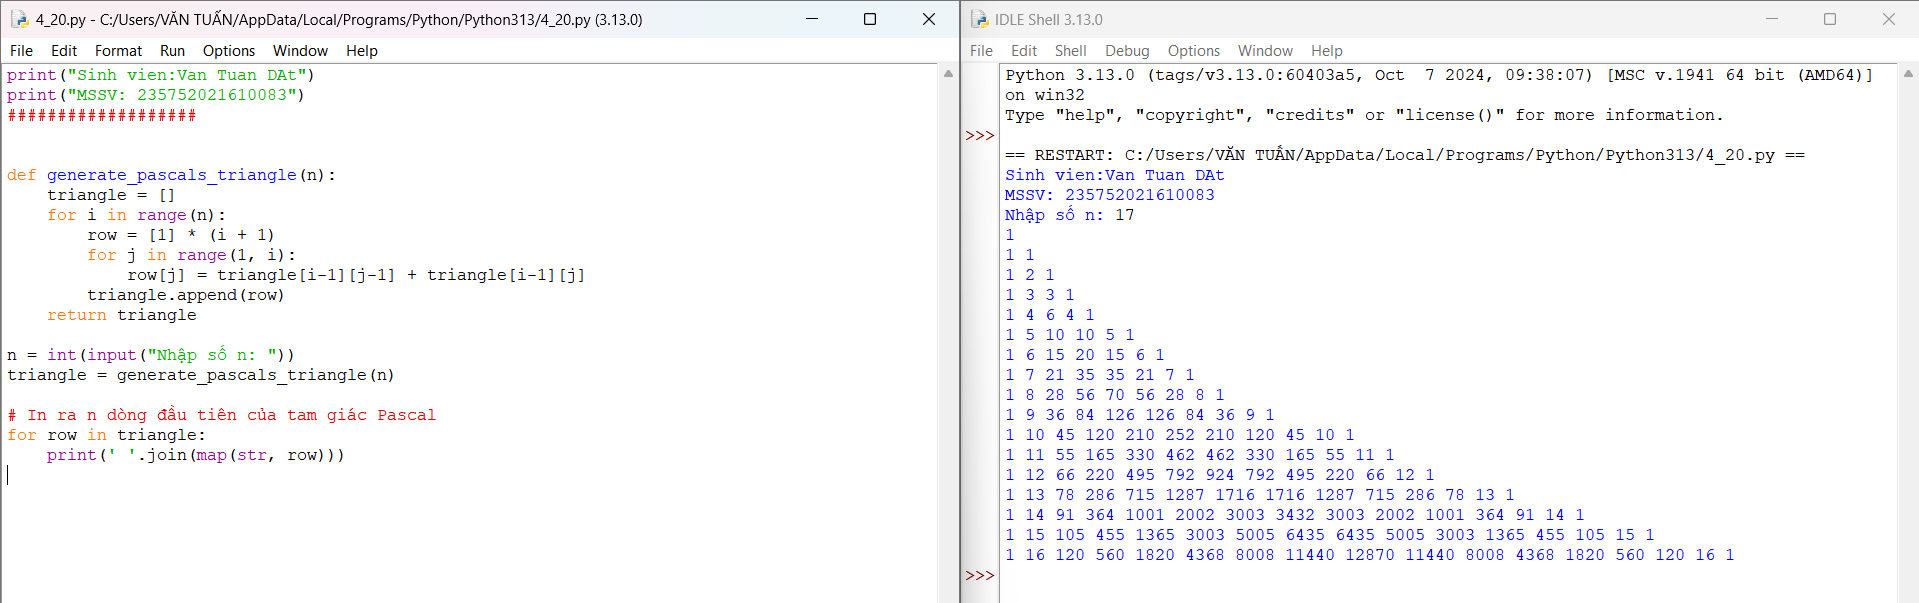 4_20.py - C:/Users/VĂN TUẤN/AppData/Local/Programs/Python/Python313/4_20.py (3.13.0)
File Edit Format Run Options Window Help
print("Sinh vien:Van Tuan DAt")
print("MSSV: 235752021610083")
###################
def generate_pascals_triangle(n):
    triangle = []
    for i in range(n):
        row = [1] * (i + 1)
        for j in range(1, i):
            row[j] = triangle[i-1][j-1] + triangle[i-1][j]
        triangle.append(row)
    return triangle
n = int(input("Nhập số n: "))
triangle = generate_pascals_triangle(n)
# In ra n dòng đầu tiên của tam giác Pascal
for row in triangle:
    print(' '.join(map(str, row)))
IDLE Shell 3.13.0
File Edit Shell Debug Options Window Help
Python 3.13.0 (tags/v3.13.0:60403a5, Oct  7 2024, 09:38:07) [MSC v.1941 64 bit (AMD64)]
on win32
Type "help", "copyright", "credits" or "license()" for more information.
>>>
== RESTART: C:/Users/VĂN TUẤN/AppData/Local/Programs/Python/Python313/4_20.py ==
Sinh vien:Van Tuan DAt
MSSV: 235752021610083
Nhập số n: 17
1
1 1
1 2 1
1 3 3 1
1 4 6 4 1
1 5 10 10 5 1
1 6 15 20 15 6 1
1 7 21 35 35 21 7 1
1 8 28 56 70 56 28 8 1
1 9 36 84 126 126 84 36 9 1
1 10 45 120 210 252 210 120 45 10 1
1 11 55 165 330 462 462 330 165 55 11 1
1 12 66 220 495 792 924 792 495 220 66 12 1
1 13 78 286 715 1287 1716 1716 1287 715 286 78 13 1
1 14 91 364 1001 2002 3003 3432 3003 2002 1001 364 91 14 1
1 15 105 455 1365 3003 5005 6435 6435 5005 3003 1365 455 105 15 1
1 16 120 560 1820 4368 8008 11440 12870 11440 8008 4368 1820 560 120 16 1
>>>